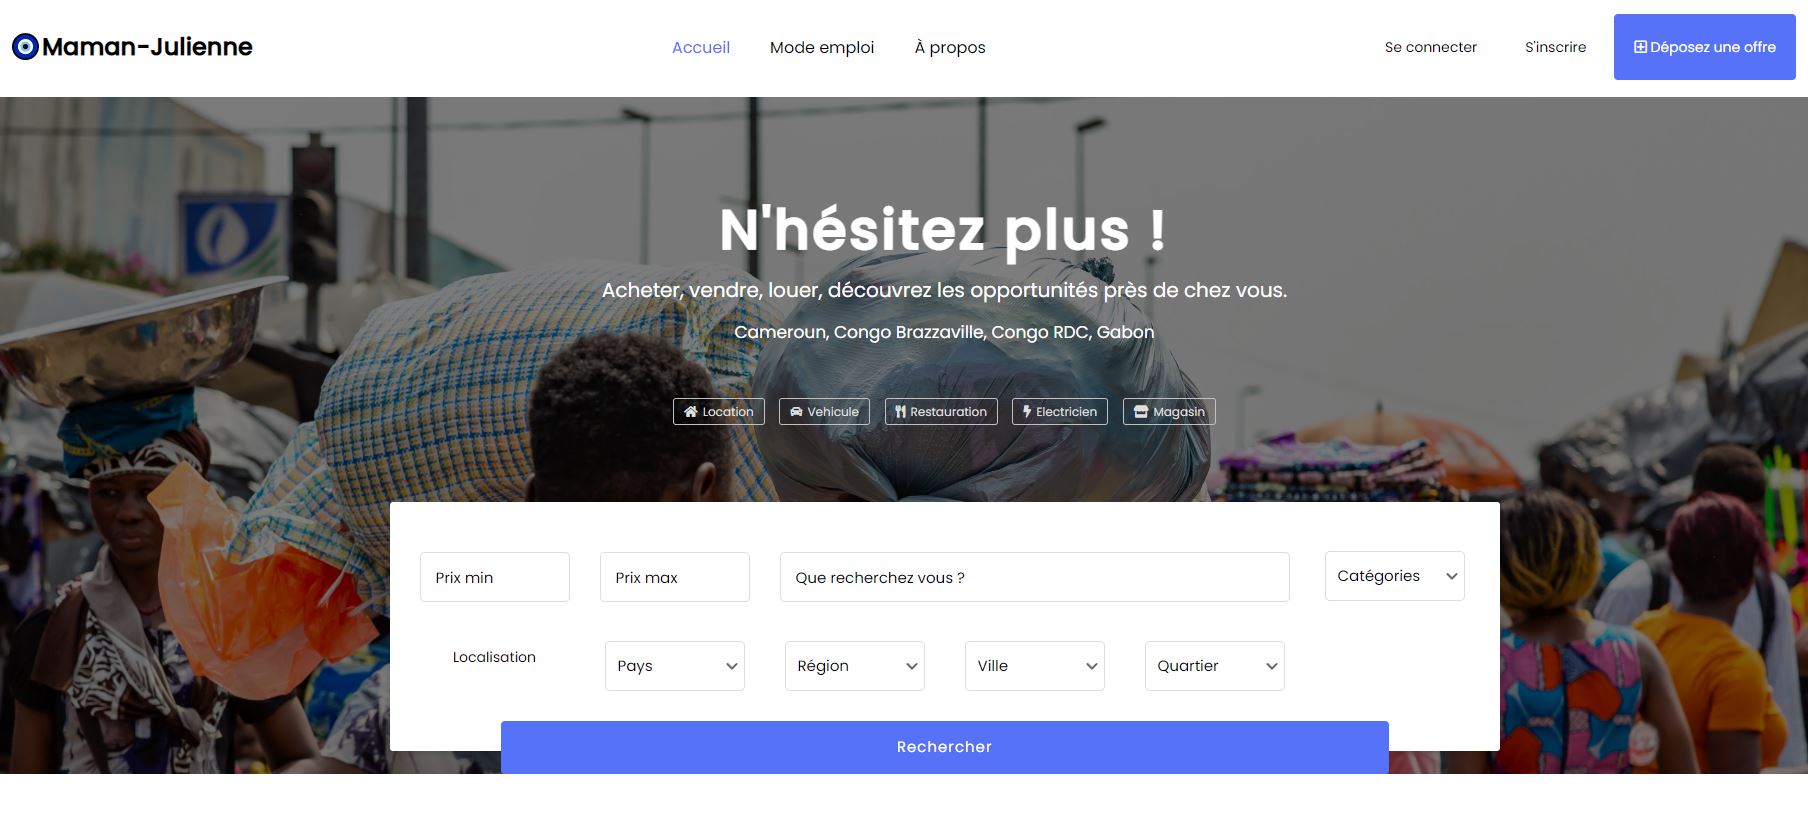 Maman-Julienne
Accueil
Mode emploi
À propos
Se connecter
S'inscrire
Déposez une offre
N'hésitez plus !
Acheter, vendre, louer, découvrez les opportunités près de chez vous.
Cameroun, Congo Brazzaville, Congo RDC, Gabon
Location
Vehicule
Restauration
Electricien
Magasin
Prix min
Prix max
Que recherchez vous ?
Catégories
Localisation
Pays
Région
Ville
Quartier
Rechercher